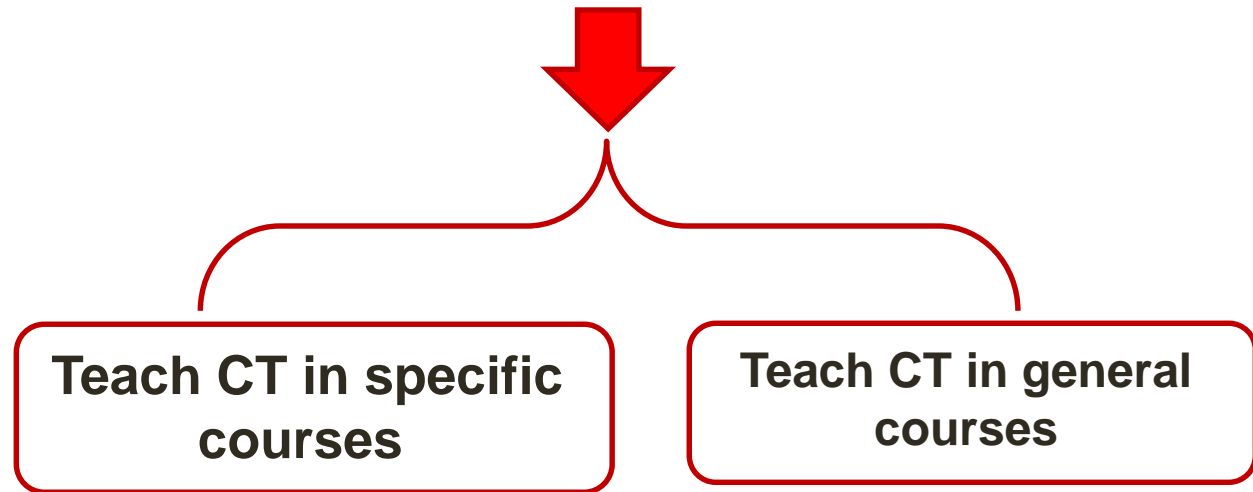 Teach CT in specific
courses
Teach CT in general
courses